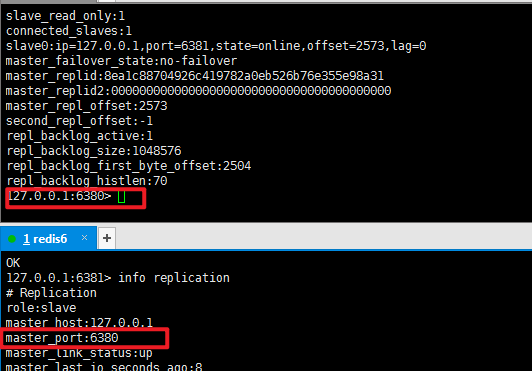 slave_read_only:1
connected_slaves:1
slave0:ip=127.0.0.1,port=6381,state=online,offset=2573,lag=0
master_failover_state:no-failover
master_replid:8ea1c88704926c419782a0eb526b76e355e98a31
master_replid2:0000000000000000000000000000000000000000
master_repl_offset:2573
second_repl_offset:-1
repl_backlog_active:1
repl_backlog_size:1048576
repl_backlog_first_byte_offset:2504
repl_backlog_histlen:70
127.0.0.1:6380>
1 redis6 × +
OK
127.0.0.1:6381> info replication
# Replication
role:slave
master_host:127.0.0.1
master_port:6380
master_link_status:up
master_last_io_seconds_ago:8